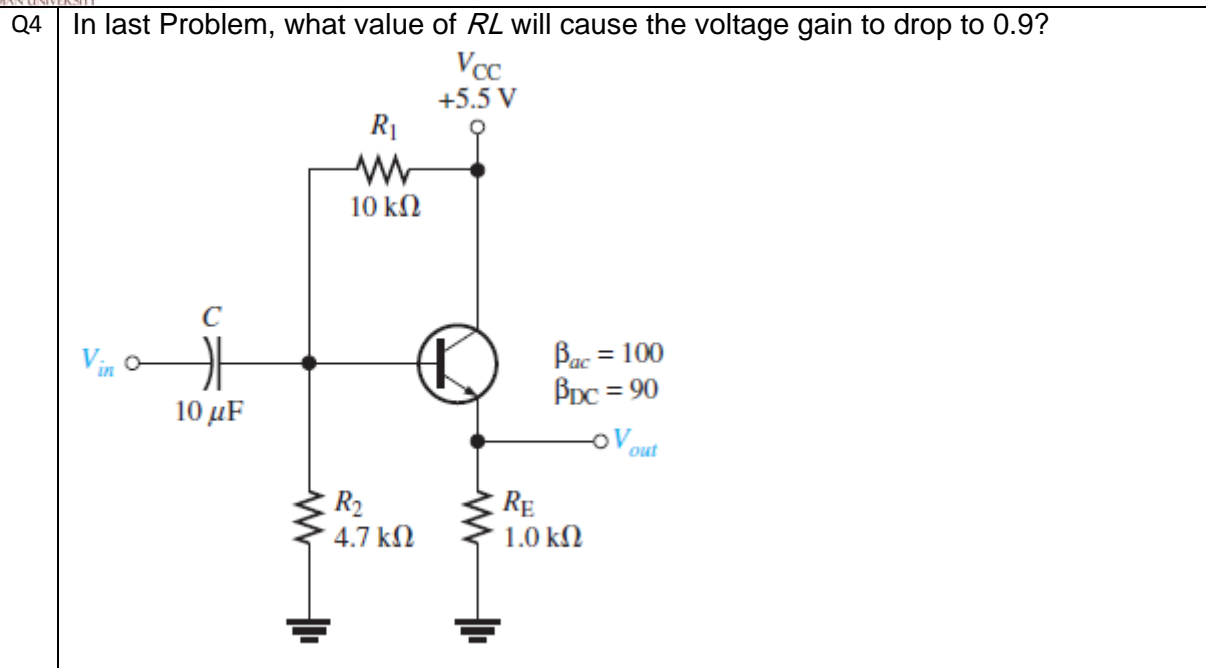 Q4 In last Problem, what value of RL will cause the voltage gain to drop to 0.9?
VCC
+5.5 V
R1
10 kΩ
C
Vin
10 μF
βac = 100
βDC = 90
Vout
R2
4.7 kΩ
RE
1.0 kΩ